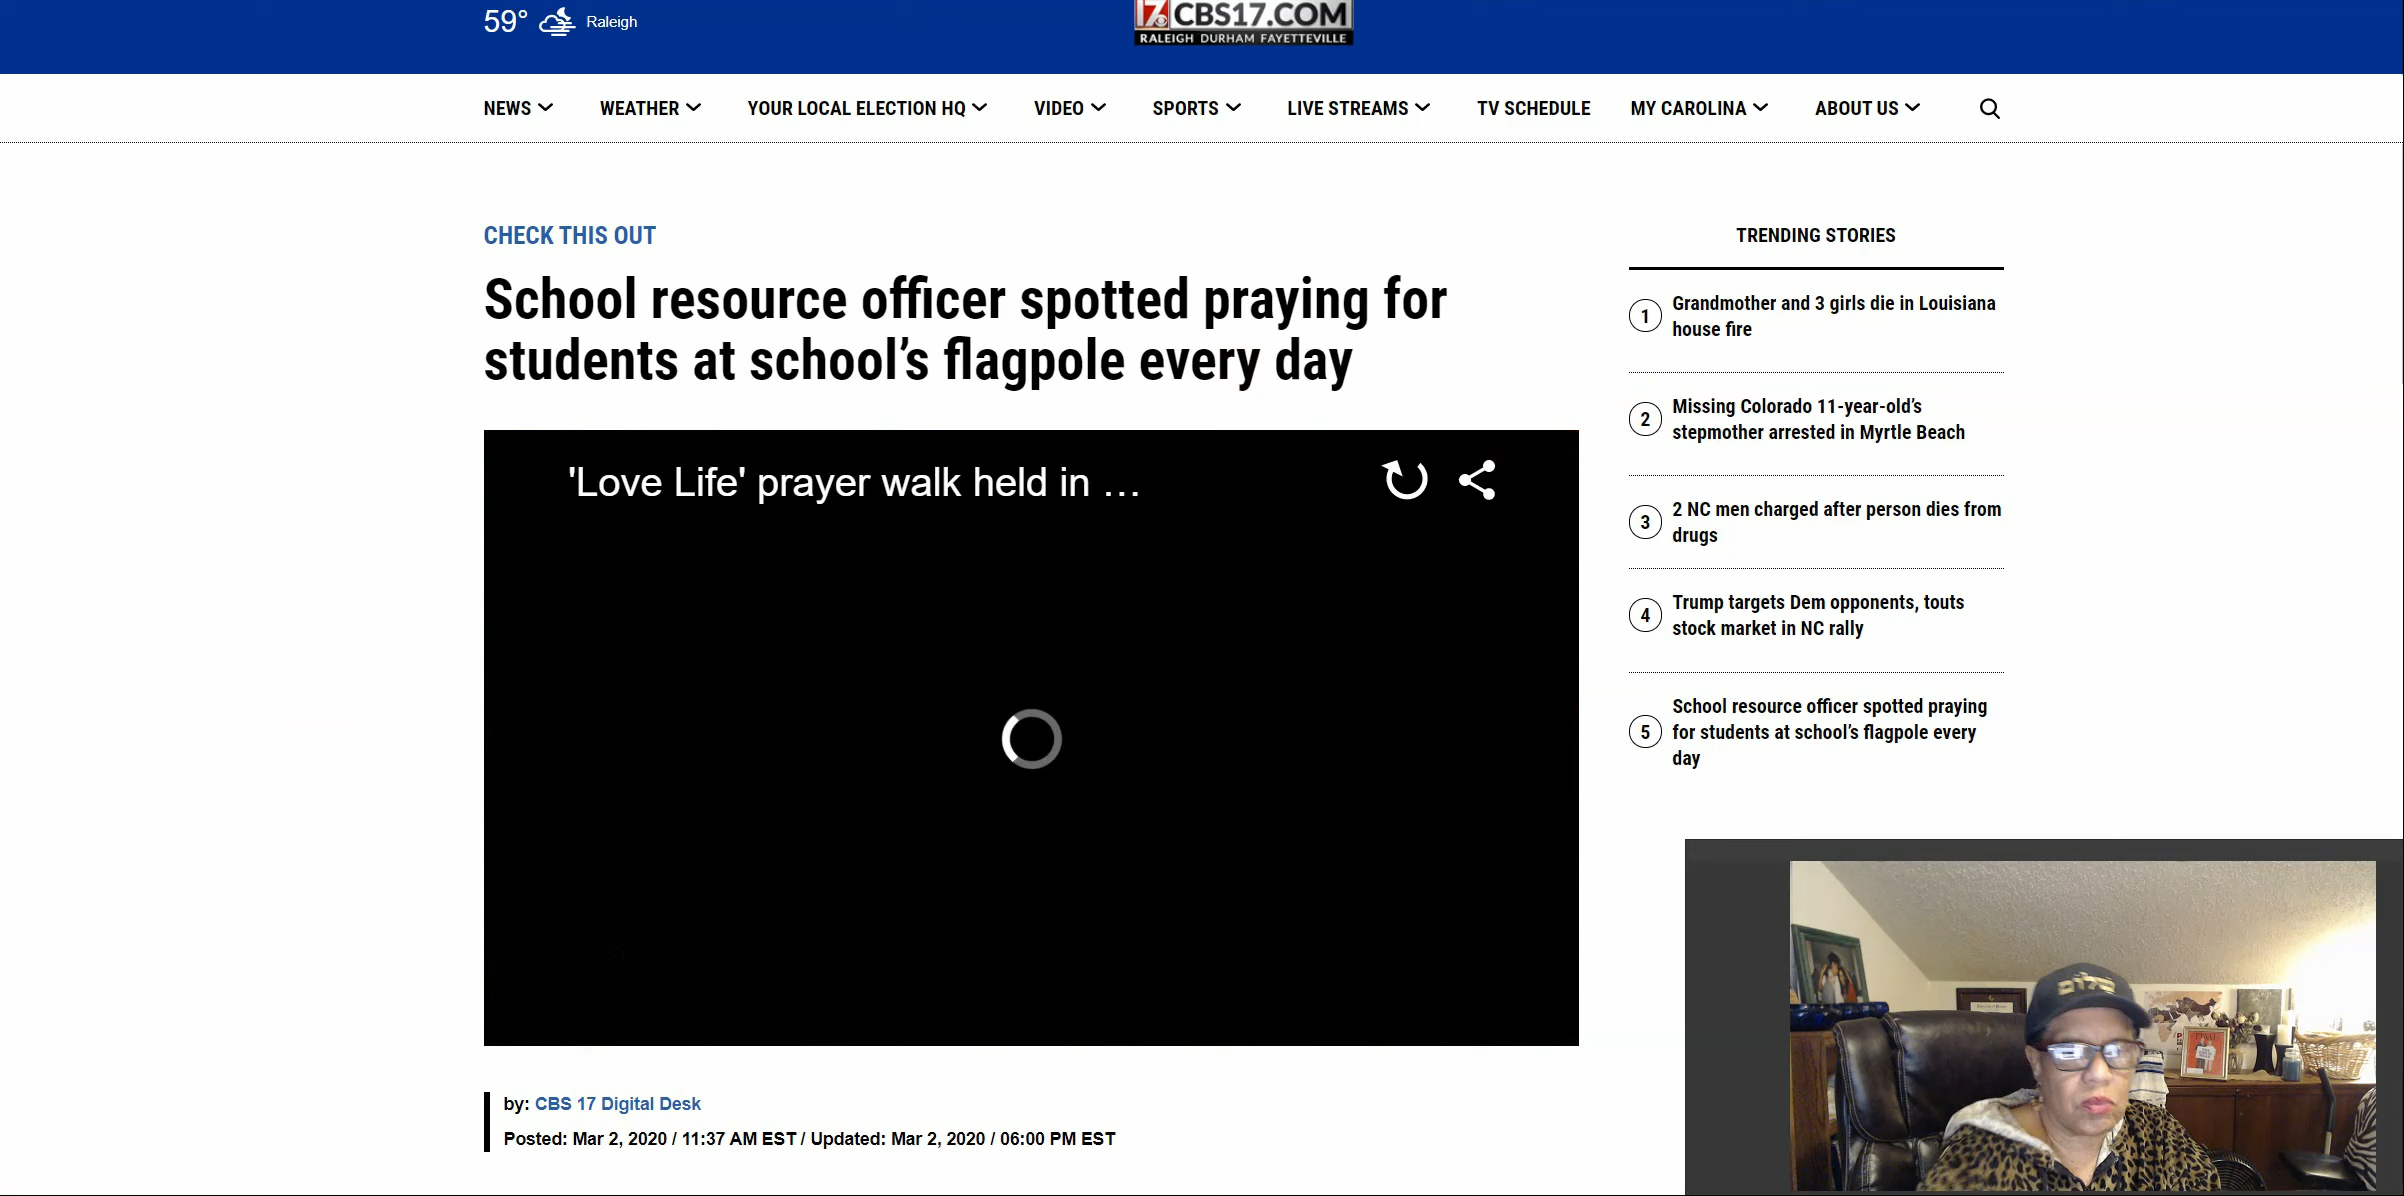 59° Raleigh
17 CBS17.COM
RALEIGH DURHAM FAYETTEVILLE
NEWS WEATHER YOUR LOCAL ELECTION HQ VIDEO SPORTS LIVE STREAMS TV SCHEDULE MY CAROLINA ABOUT US
CHECK THIS OUT
School resource officer spotted praying for
students at school’s flagpole every day
'Love Life' prayer walk held in …
by: CBS 17 Digital Desk
Posted: Mar 2, 2020 / 11:37 AM EST / Updated: Mar 2, 2020 / 06:00 PM EST
TRENDING STORIES
1 Grandmother and 3 girls die in Louisiana
house fire
2 Missing Colorado 11-year-old’s
stepmother arrested in Myrtle Beach
3 2 NC men charged after person dies from
drugs
4 Trump targets Dem opponents, touts
stock market in NC rally
5 School resource officer spotted praying
for students at school’s flagpole every
day
שלום